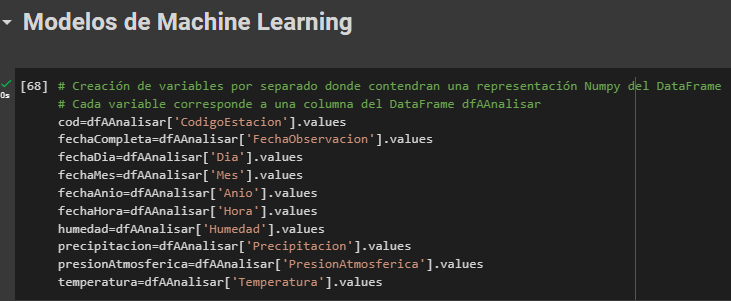 Modelos de Machine Learning
[68] # Creación de variables por separado donde contendran una representación Numpy del DataFrame
0s
# Cada variable corresponde a una columna del DataFrame dfAAnalisar
cod=dfAAnalisar['CodigoEstacion'].values
fechaCompleta=dfAAnalisar['FechaObservacion'].values
fechaDia=dfAAnalisar['Dia'].values
fechaMes=dfAAnalisar['Mes'].values
fechaAnio=dfAAnalisar['Anio'].values
fechaHora=dfAAnalisar['Hora'].values
humedad=dfAAnalisar['Humedad'].values
precipitacion=dfAAnalisar['Precipitacion'].values
presionAtmosferica=dfAAnalisar['PresionAtmosferica'].values
temperatura=dfAAnalisar['Temperatura'].values